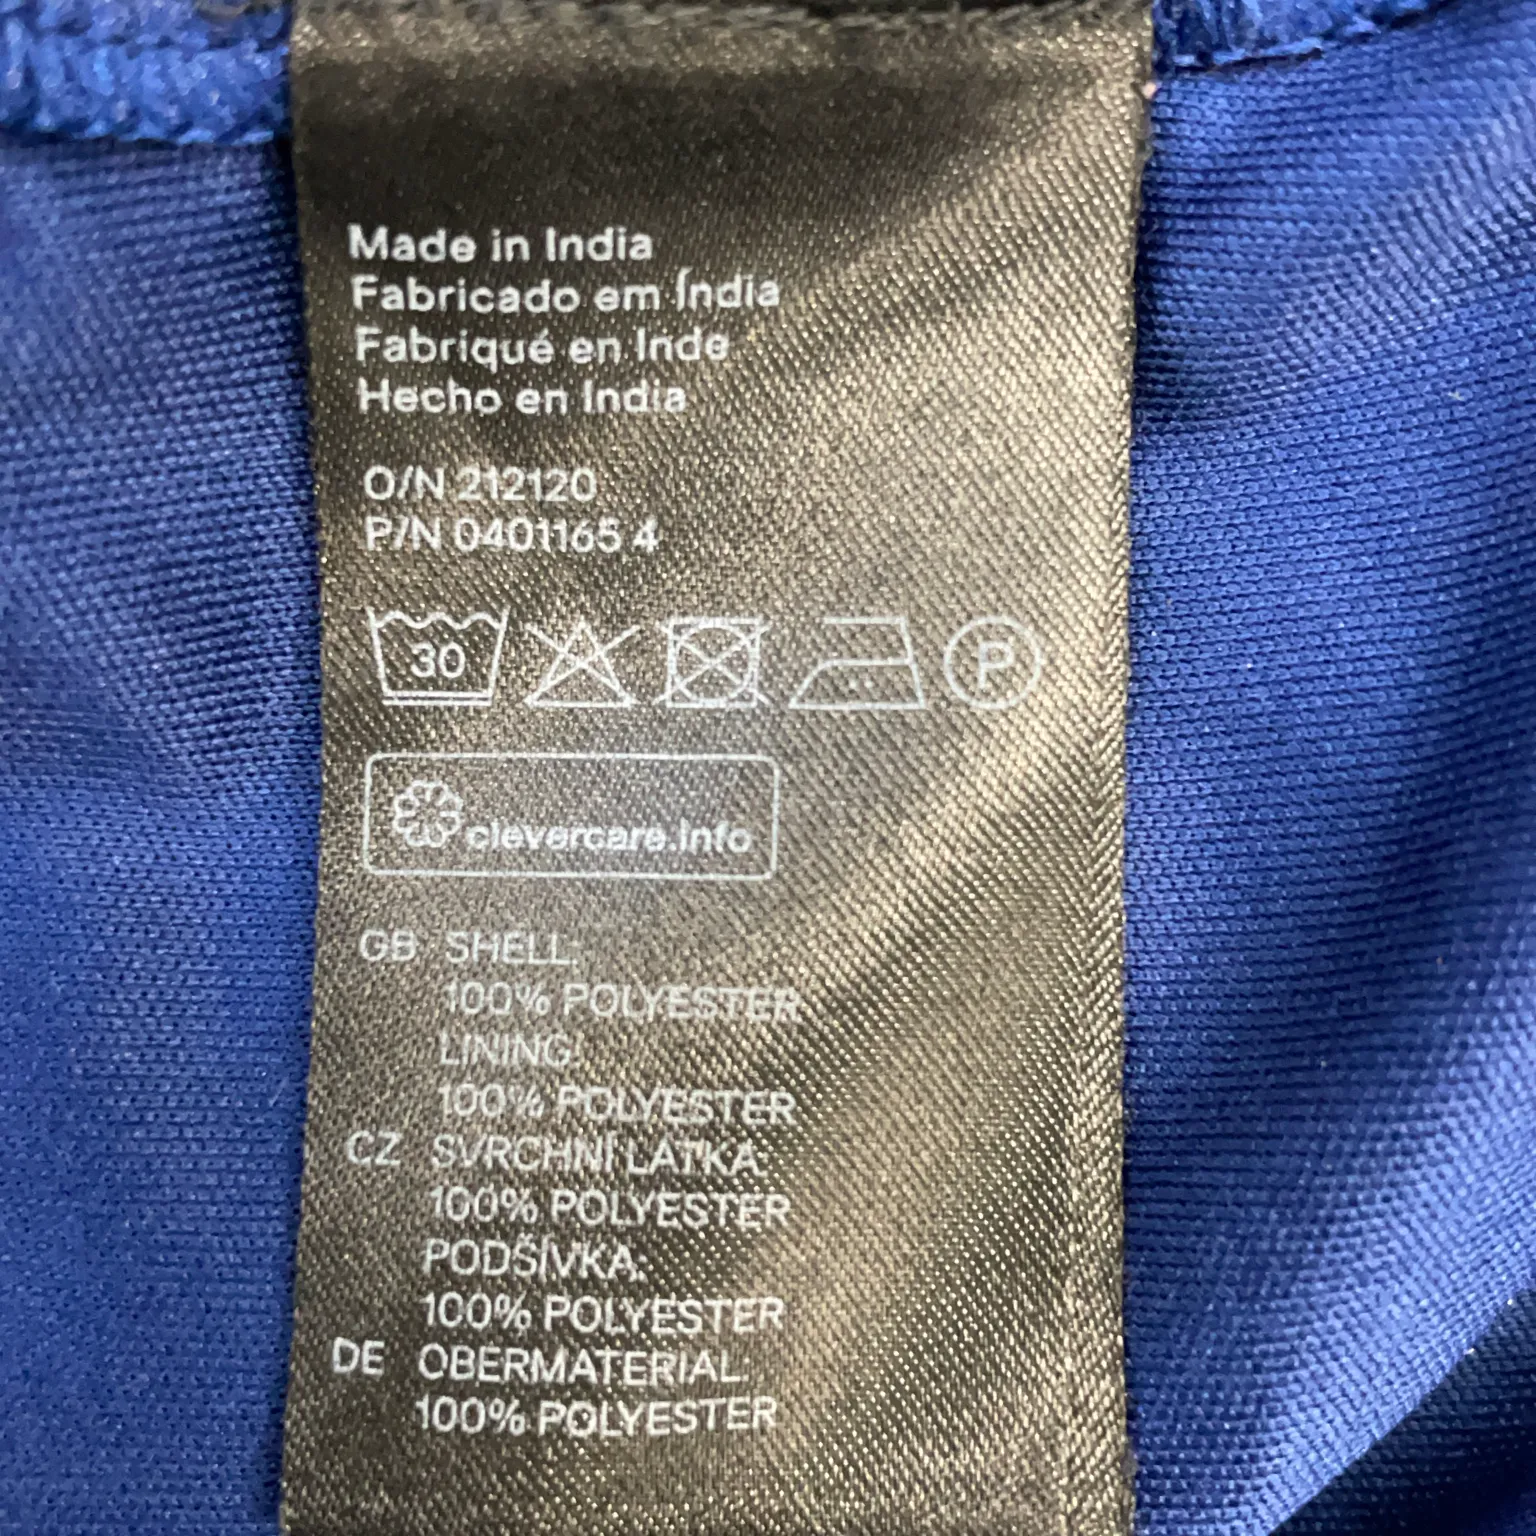 Made in India
Fabricado em Índia
Fabriqué en Inde
Hecho en India
O/N 212120
P/N 0401165 4
30 P
clevercare.info
GB SHELL:
100% POLYESTER
LINING:
100% POLYESTER
CZ SVRCHNÍ LÁTKA:
100% POLYESTER
PODŠÍVKA:
100% POLYESTER
DE OBERMATERIAL:
100% POLYESTER